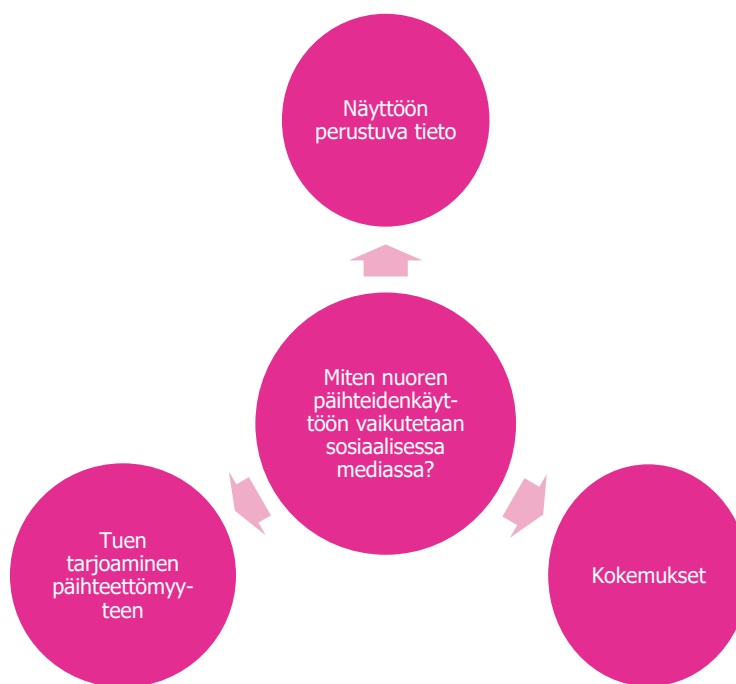 Näyttöön
perustuva tieto
Miten nuoren
päihteidenkäyt-
töön vaikutetaan
sosiaalisessa
mediassa?
Tuen
tarjoaminen
päihteettömyy-
teen
Kokemukset